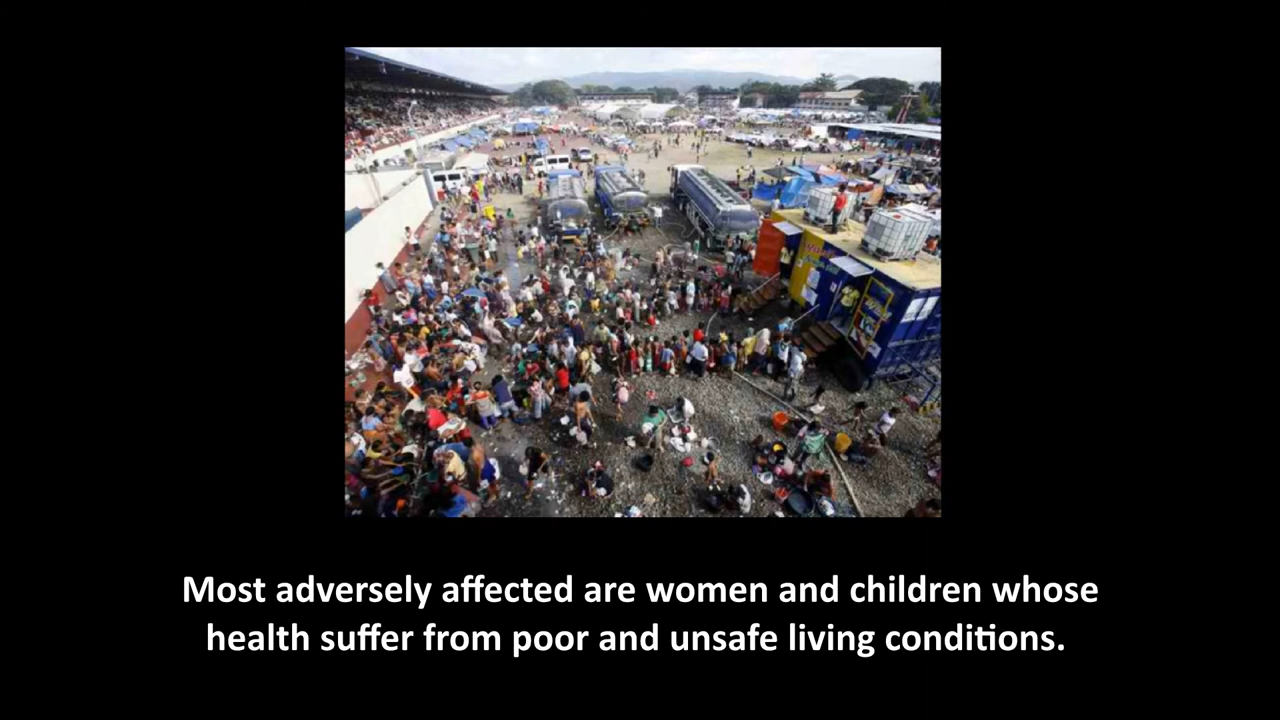 Most adversely affected are women and children whose
health suffer from poor and unsafe living conditions.